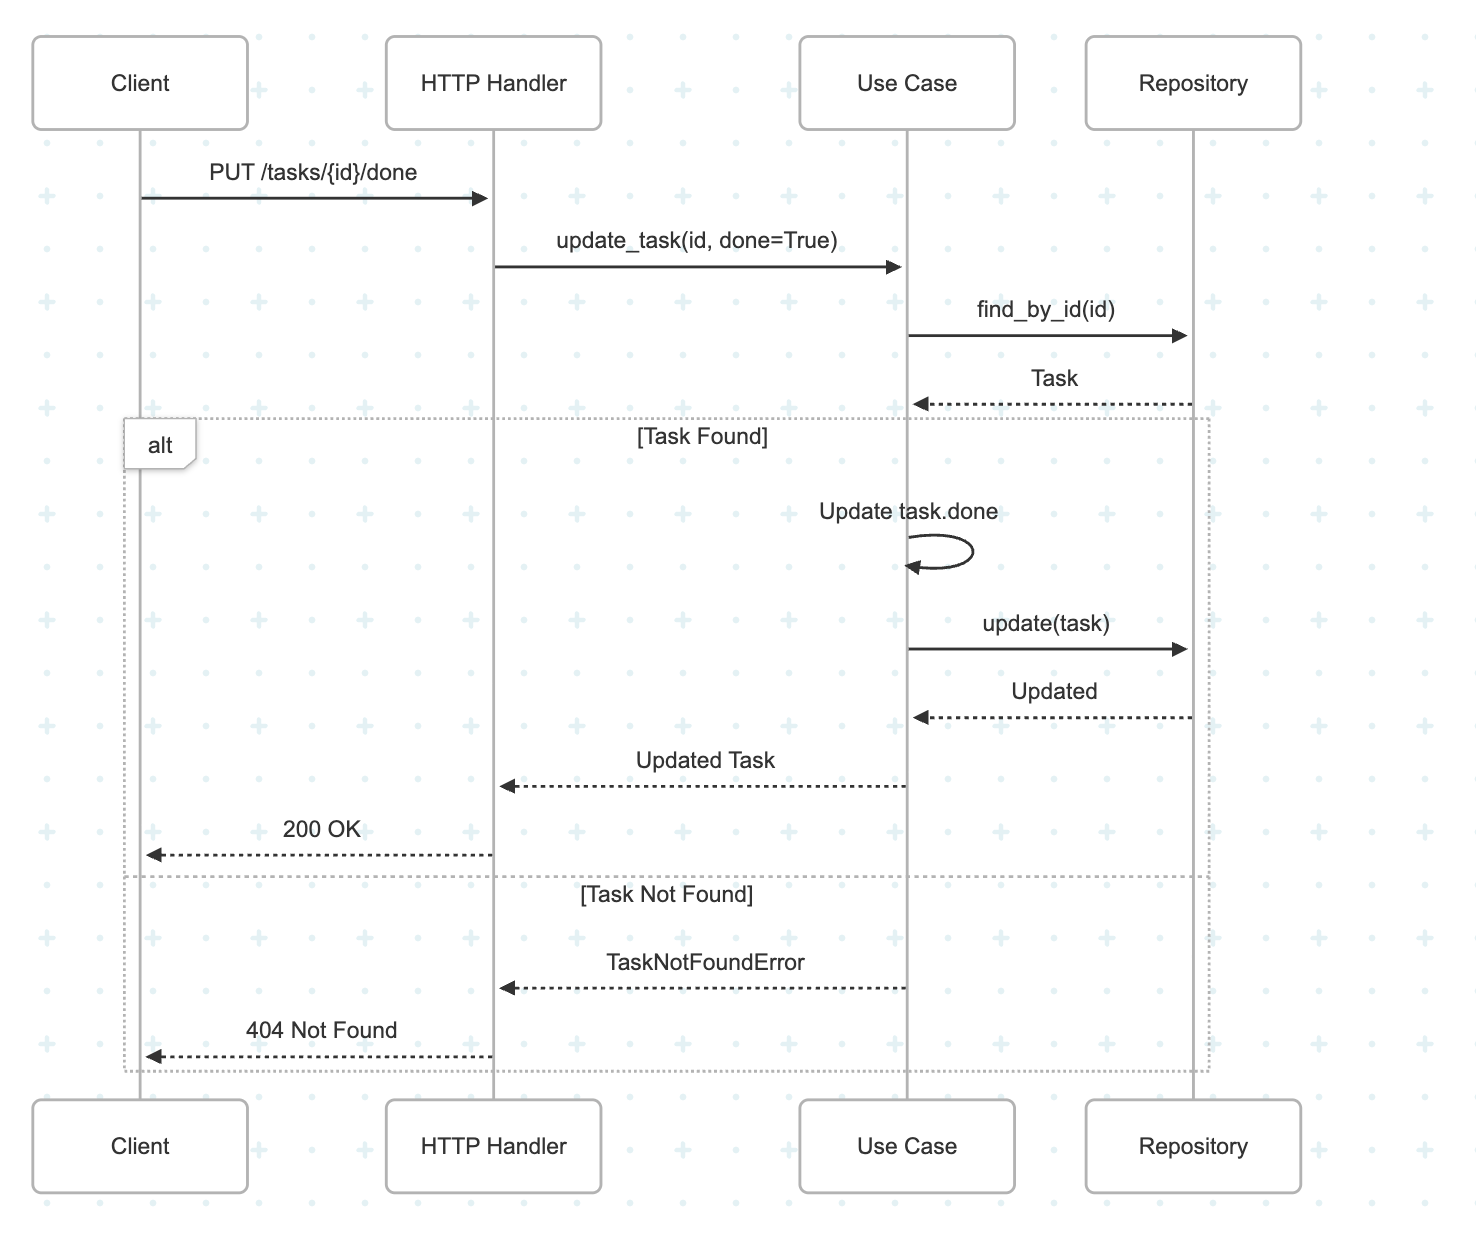 Client
HTTP Handler
Use Case
Repository
PUT /tasks/{id}/done
update_task(id, done=True)
find_by_id(id)
Task
alt
[Task Found]
Update task.done
update(task)
Updated
Updated Task
200 OK
[Task Not Found]
TaskNotFoundError
404 Not Found
Client
HTTP Handler
Use Case
Repository